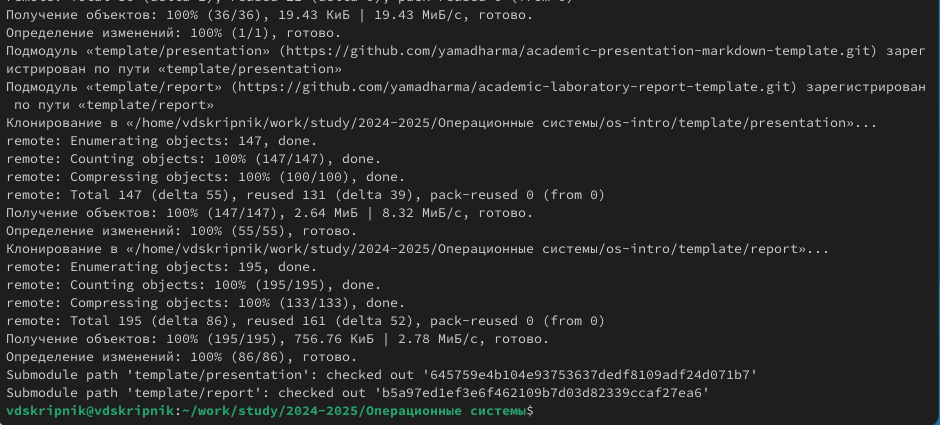 Получение объектов: 100% (36/36), 19.43 КиБ | 19.43 МиБ/с, готово.
Определение изменений: 100% (1/1), готово.
Подмодуль «template/presentation» (https://github.com/yamadharma/academic-presentation-markdown-template.git) зарег
истрирован по пути «template/presentation»
Подмодуль «template/report» (https://github.com/yamadharma/academic-laboratory-report-template.git) зарегистрирован
 по пути «template/report»
Клонирование в «/home/vdskripnik/work/study/2024-2025/Операционные системы/os-intro/template/presentation»...
remote: Enumerating objects: 147, done.
remote: Counting objects: 100% (147/147), done.
remote: Compressing objects: 100% (100/100), done.
remote: Total 147 (delta 55), reused 131 (delta 39), pack-reused 0 (from 0)
Получение объектов: 100% (147/147), 2.64 МиБ | 8.32 МиБ/с, готово.
Определение изменений: 100% (55/55), готово.
Клонирование в «/home/vdskripnik/work/study/2024-2025/Операционные системы/os-intro/template/report»...
remote: Enumerating objects: 195, done.
remote: Counting objects: 100% (195/195), done.
remote: Compressing objects: 100% (133/133), done.
remote: Total 195 (delta 86), reused 161 (delta 52), pack-reused 0 (from 0)
Получение объектов: 100% (195/195), 756.76 КиБ | 2.78 МиБ/с, готово.
Определение изменений: 100% (86/86), готово.
Submodule path 'template/presentation': checked out '645759e4b104e93753637dedf8109adf24d071b7'
Submodule path 'template/report': checked out 'b5a97ed1ef3e6f462109b7d03d82339ccaf27ea6'
vdskripnik@vdskripnik:~/work/study/2024-2025/Операционные системы$